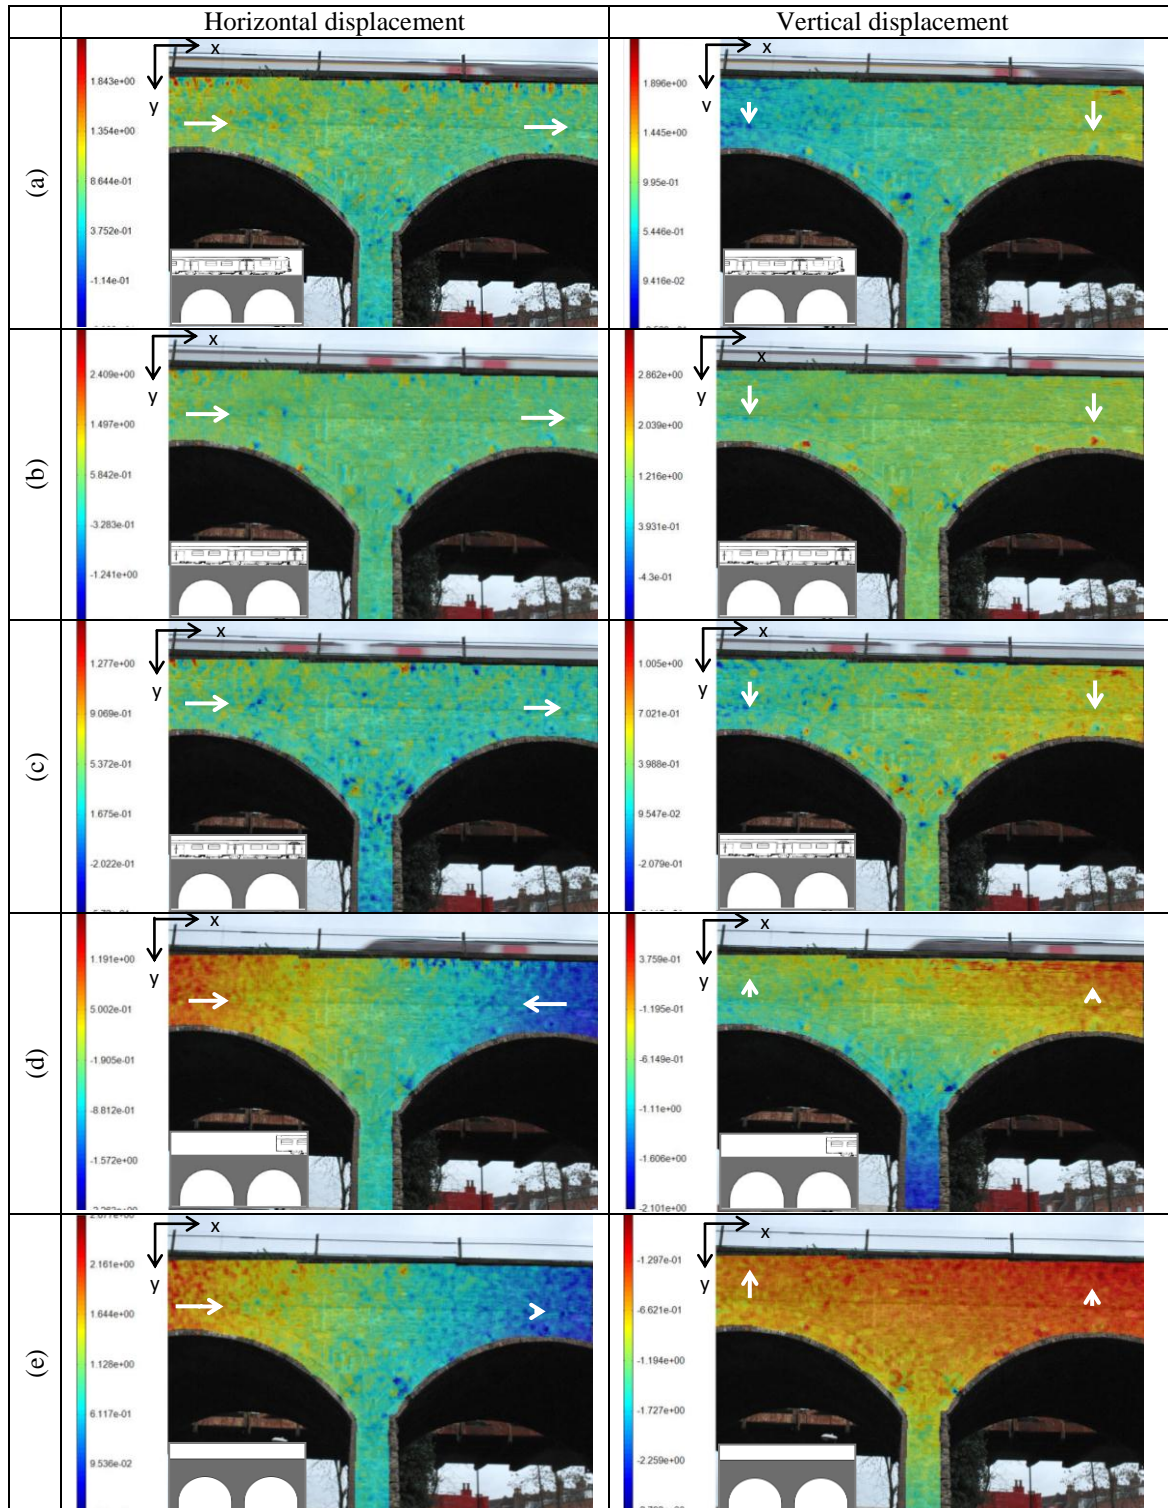 Horizontal displacement
Vertical displacement
(a)
x
y
1.843e+00
1.354e+00
8.644e-01
3.752e-01
-1.14e-01
x
y
1.896e+00
1.445e+00
9.95e-01
5.446e-01
9.416e-02
(b)
x
y
2.409e+00
1.497e+00
5.842e-01
-3.283e-01
-1.241e+00
x
y
2.862e+00
2.039e+00
1.216e+00
3.931e-01
-4.3e-01
(c)
x
y
1.277e+00
9.069e-01
5.372e-01
1.675e-01
-2.022e-01
x
y
1.005e+00
7.021e-01
3.988e-01
9.547e-02
-2.079e-01
(d)
x
y
1.191e+00
5.002e-01
-1.905e-01
-8.812e-01
-1.572e+00
x
y
3.759e-01
-1.195e-01
-6.149e-01
-1.11e+00
-1.606e+00
-2.101e+00
(e)
x
y
2.161e+00
1.644e+00
1.128e+00
6.117e-01
9.536e-02
x
y
-1.297e-01
-6.621e-01
-1.194e+00
-1.727e+00
-2.259e+00